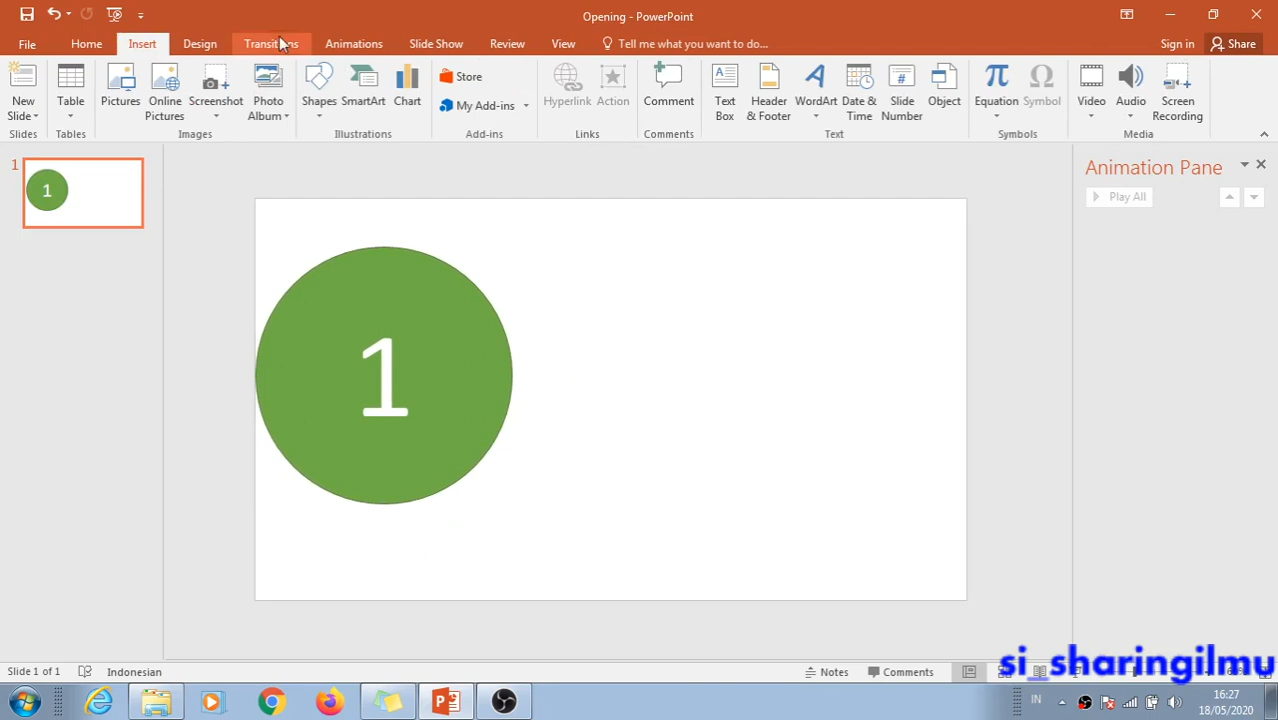 Opening - PowerPoint
File Home Insert Design Transitions Animations Slide Show Review View Tell me what you want to do... Sign in Share
New Slide Table Pictures Online Pictures Screenshot Photo Album Shapes SmartArt Chart Store My Add-ins Hyperlink Action Comment Text Box Header & Footer WordArt Date & Time Slide Number Object Equation Symbol Video Audio Screen Recording
Slides Tables Images Illustrations Add-ins Links Comments Text Symbols Media
1
1
Animation Pane
Play All
1
Slide 1 of 1 Indonesian Notes Comments
si_sharingilmu
IN 16:27
18/05/2020